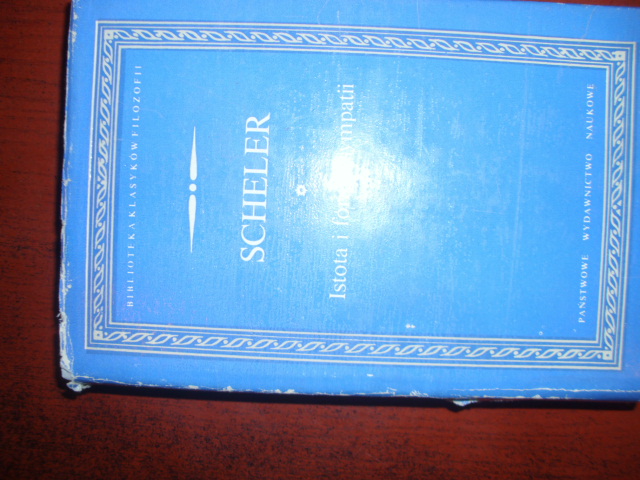 BIBLIOTEKA KLASYKÓW FILOZOFII
SCHELER
Istota i
PAŃSTWOWE WYDAWNICTWO NAUKOWE